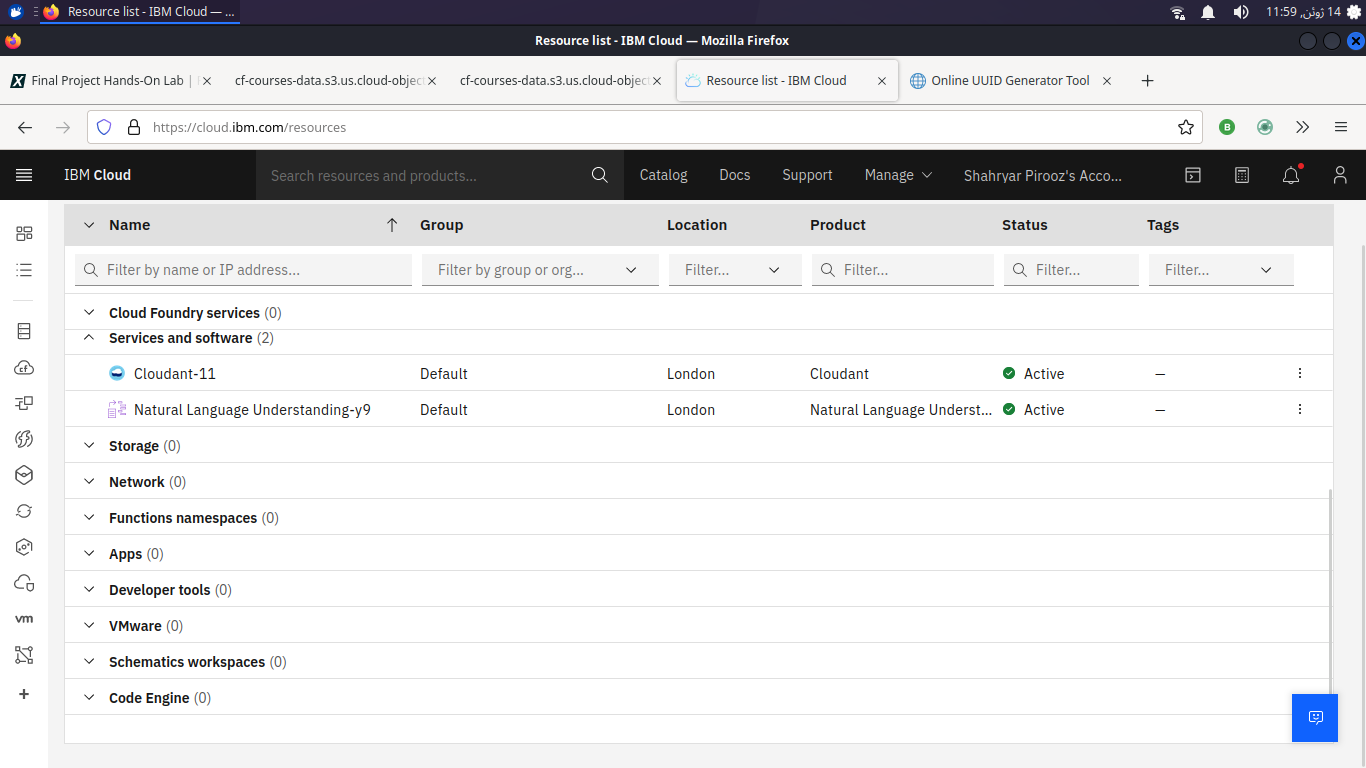 Resource list - IBM Cloud — ...
11:59 ,14 ژوئن
Resource list - IBM Cloud — Mozilla Firefox
Final Project Hands-On Lab |
cf-courses-data.s3.us.cloud-object
cf-courses-data.s3.us.cloud-object
Resource list - IBM Cloud
Online UUID Generator Tool
https://cloud.ibm.com/resources
B
IBM Cloud
Search resources and products...
Catalog
Docs
Support
Manage
Shahryar Pirooz's Acco...
Name
Group
Location
Product
Status
Tags
Filter by name or IP address...
Filter by group or org...
Filter...
Filter...
Filter...
Filter...
Cloud Foundry services (0)
Services and software (2)
Cloudant-11
Default
London
Cloudant
Active
—
Natural Language Understanding-y9
Default
London
Natural Language Underst...
Active
—
Storage (0)
Network (0)
Functions namespaces (0)
Apps (0)
Developer tools (0)
VMware (0)
Schematics workspaces (0)
Code Engine (0)
cf
vm